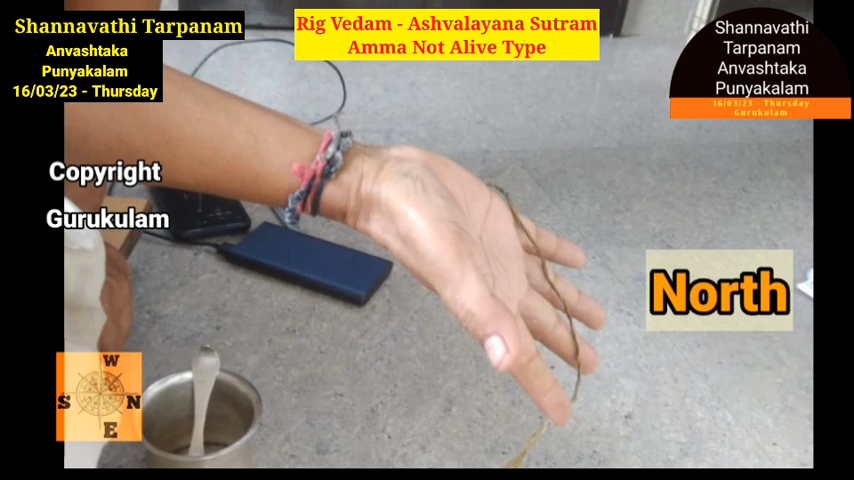 Shannavathi Tarpanam
Anvashtaka
Punyakalam
16/03/23 - Thursday
Rig Vedam - Ashvalayana Sutram
Amma Not Alive Type
Shannavathi
Tarpanam
Anvashtaka
Punyakalam
16/03/23 - Thursday
Gurukulam
Copyright
Gurukulam
North
W
S N
E